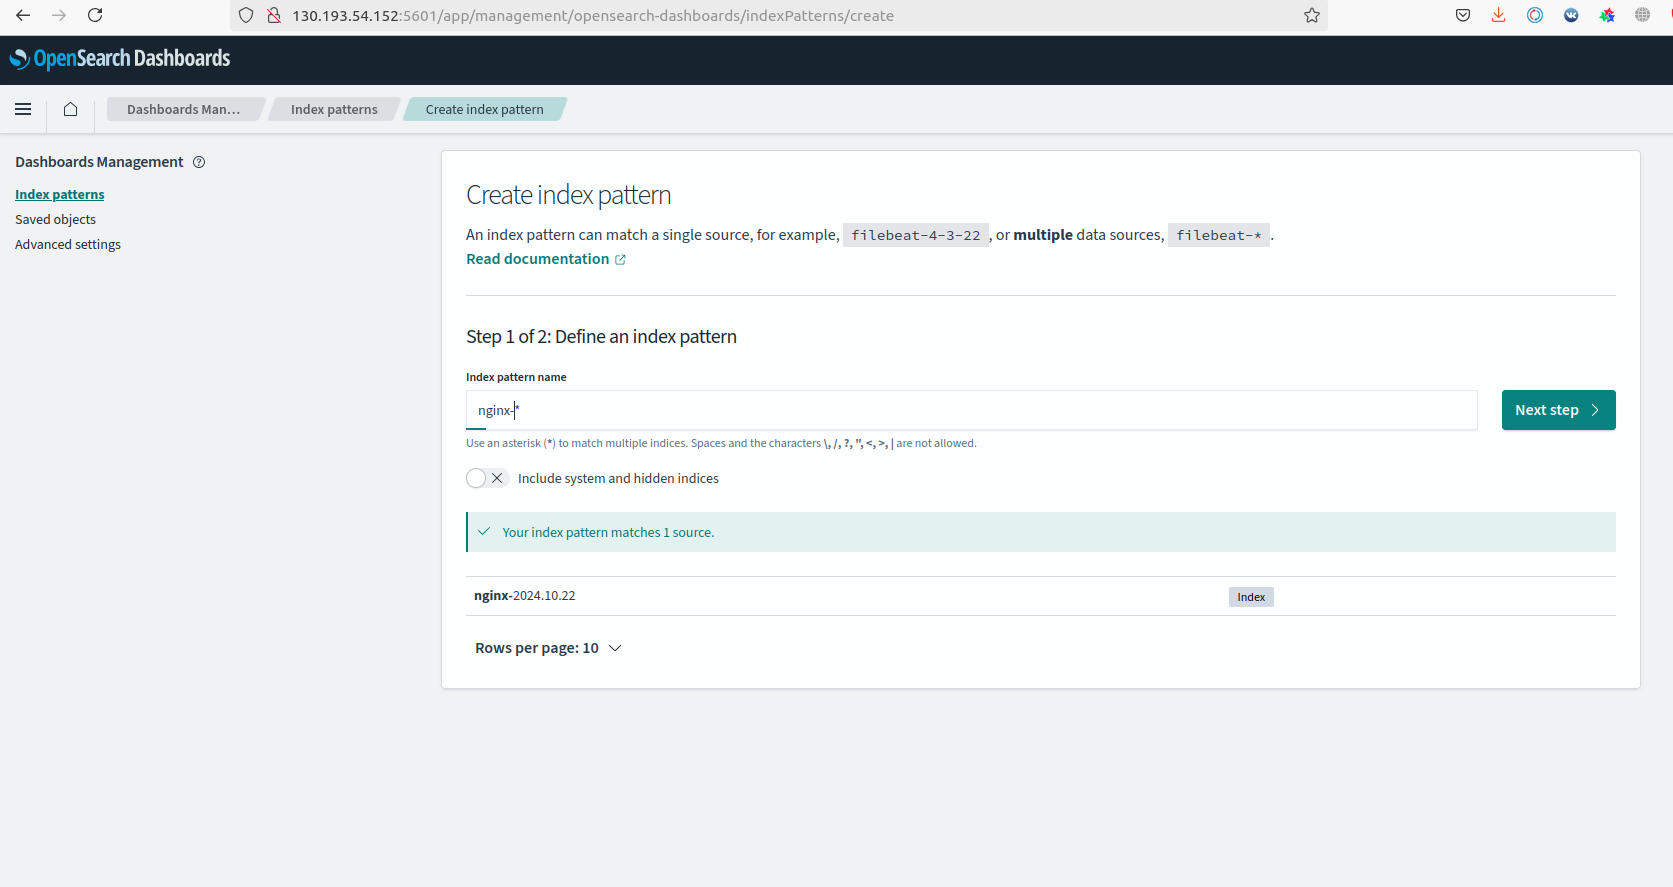 130.193.54.152:5601/app/management/opensearch-dashboards/indexPatterns/create
OpenSearch Dashboards
Dashboards Man... Index patterns Create index pattern
Dashboards Management
Index patterns
Saved objects
Advanced settings
Create index pattern
An index pattern can match a single source, for example, filebeat-4-3-22 , or multiple data sources, filebeat-* .
Read documentation
Step 1 of 2: Define an index pattern
Index pattern name
nginx-*
Next step
Use an asterisk (*) to match multiple indices. Spaces and the characters \, /, ?, ", <, >, | are not allowed.
Include system and hidden indices
Your index pattern matches 1 source.
nginx-2024.10.22 Index
Rows per page: 10